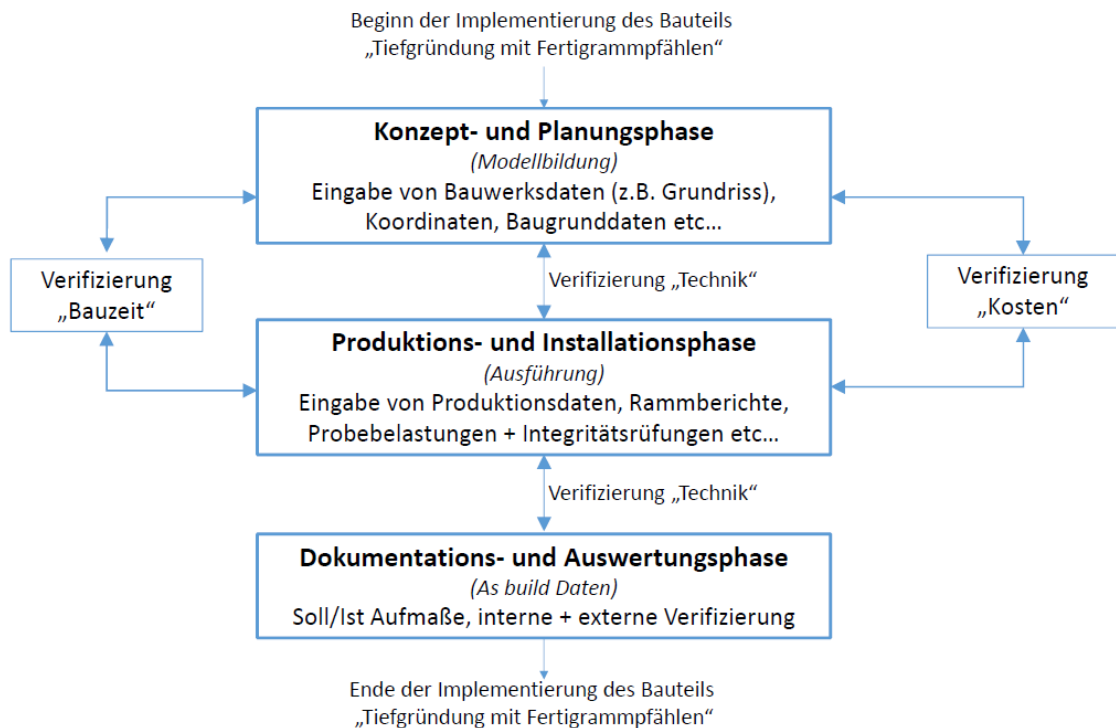 Beginn der Implementierung des Bauteils
„Tiefgründung mit Fertigrammpfählen“
Konzept- und Planungsphase
(Modellbildung)
Eingabe von Bauwerksdaten (z.B. Grundriss),
Koordinaten, Baugrunddaten etc...
Verifizierung
„Bauzeit“
Verifizierung „Technik“
Verifizierung
„Kosten“
Produktions- und Installationsphase
(Ausführung)
Eingabe von Produktionsdaten, Rammberichte,
Probebelastungen + Integritätsrüfungen etc...
Verifizierung „Technik“
Dokumentations- und Auswertungsphase
(As build Daten)
Soll/Ist Aufmaße, interne + externe Verifizierung
Ende der Implementierung des Bauteils
„Tiefgründung mit Fertigrammpfählen“